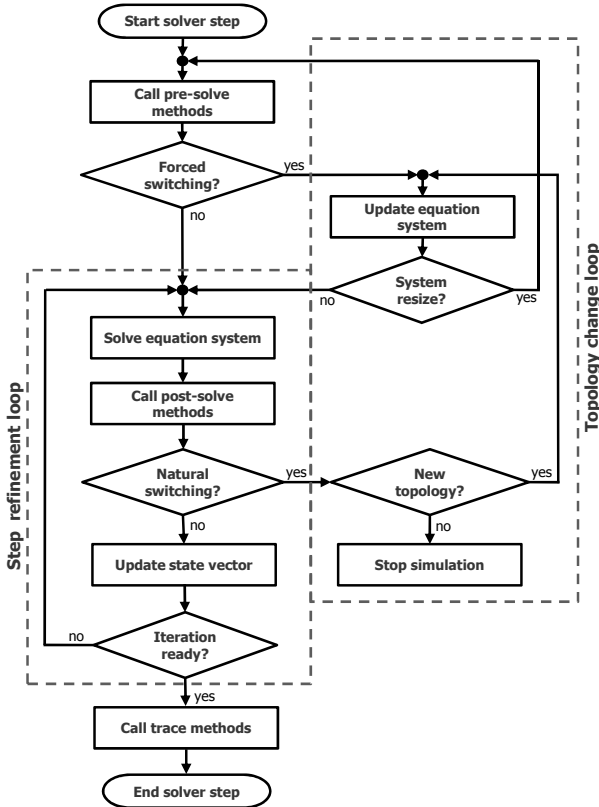 Start solver step
Call pre-solve
methods
Forced
switching?
yes
no
Update equation
system
System
resize?
no
yes
Solve equation system
Call post-solve
methods
Natural
switching?
yes
no
New
topology?
yes
no
Update state vector
Stop simulation
Iteration
ready?
no
yes
Call trace methods
End solver step
Step refinement loop
Topology change loop